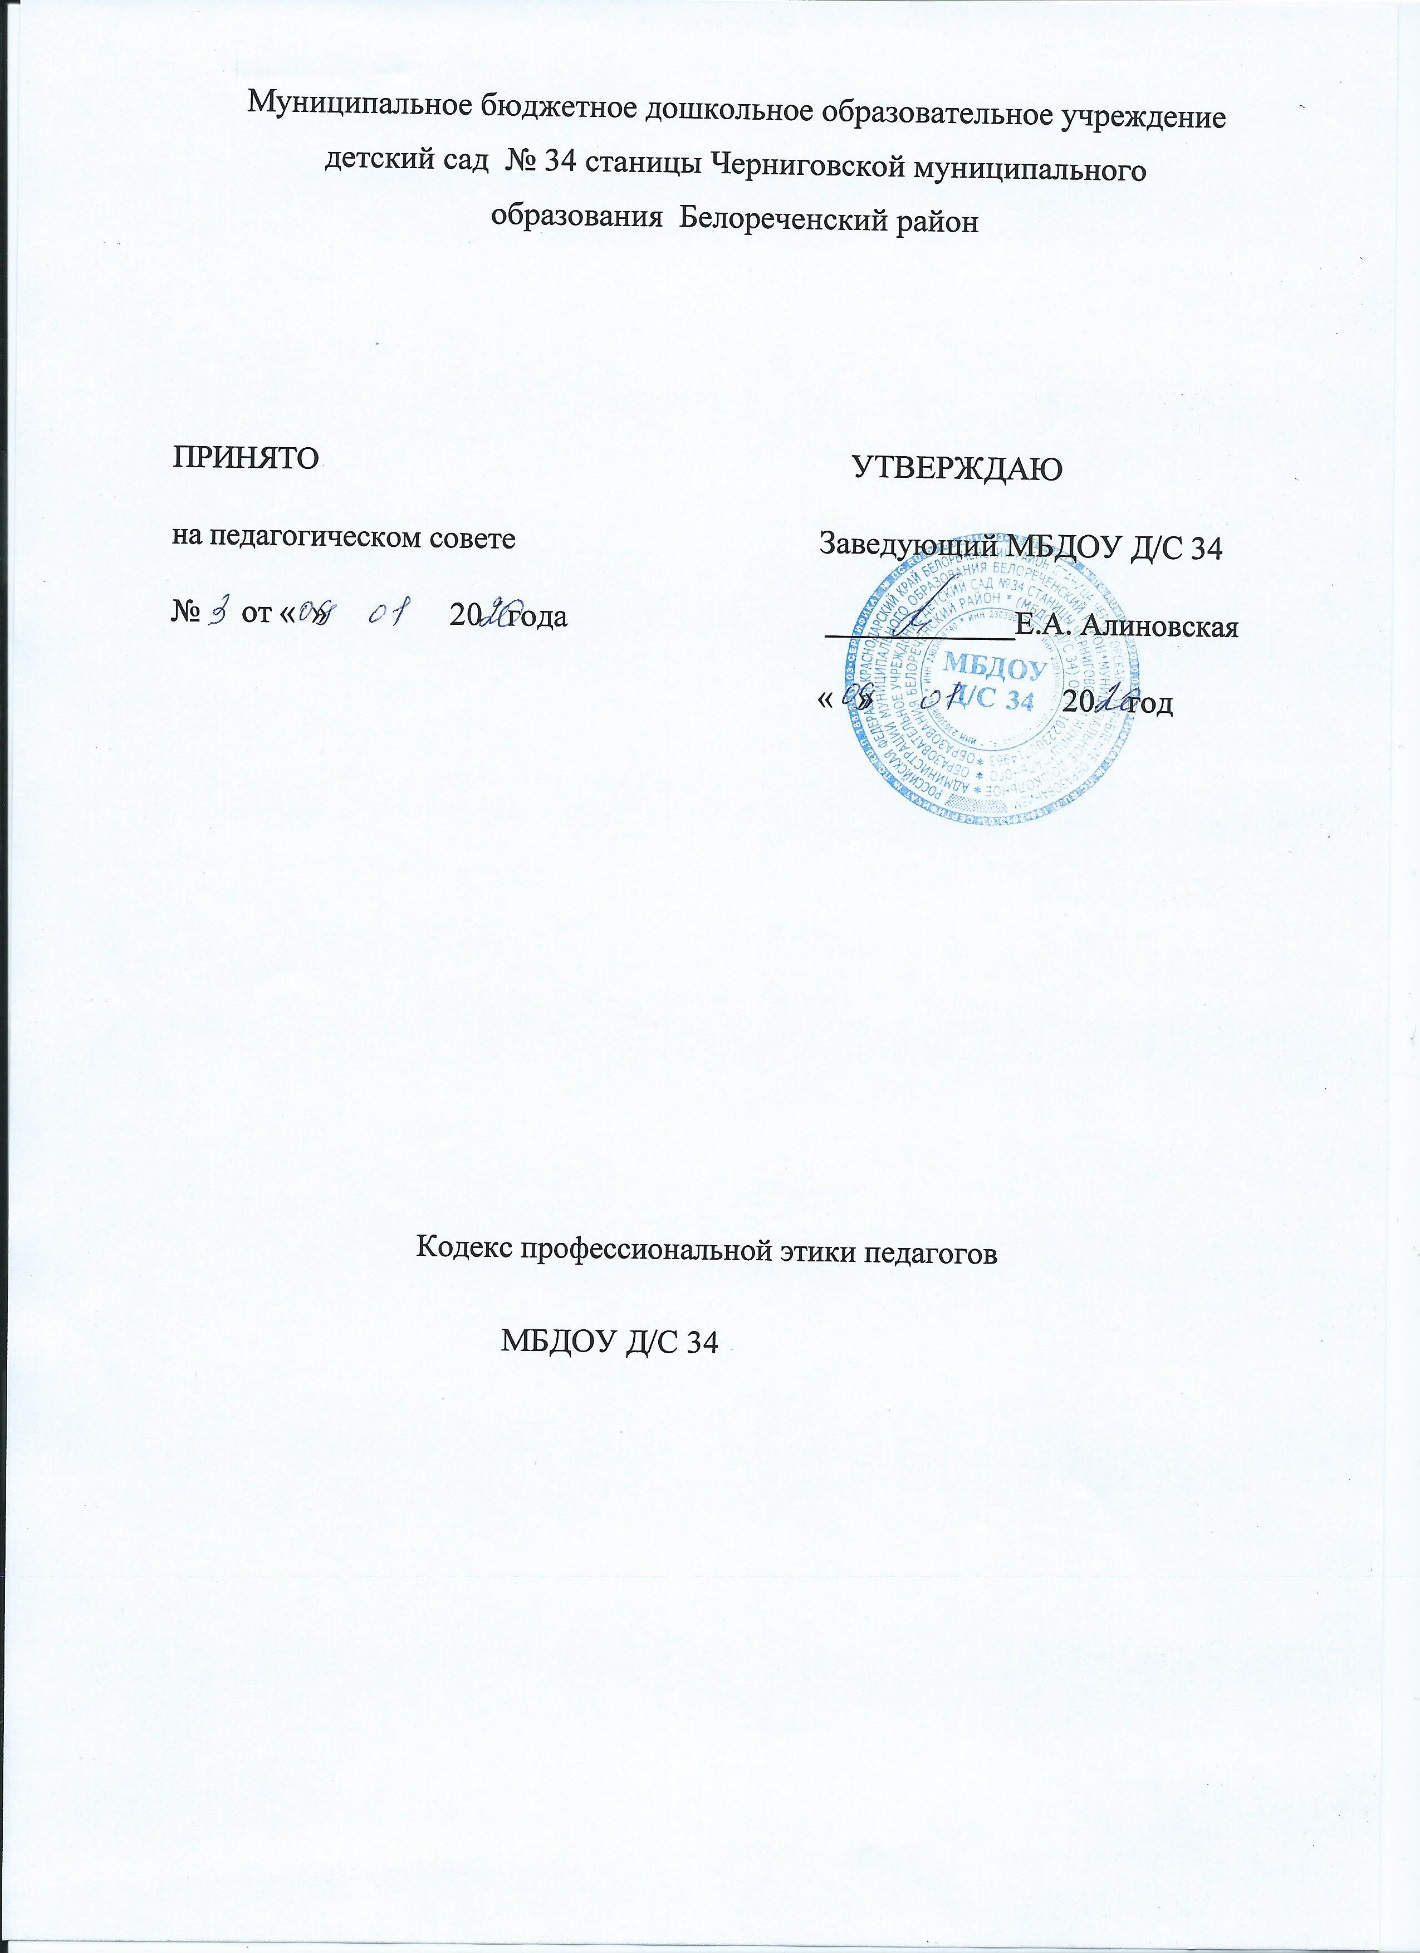 Муниципальное бюджетное дошкольное образовательное учреждение
детский сад № 34 станицы Черниговской муниципального
образования Белореченский район
ПРИНЯТО
на педагогическом совете
№ 3 от «09» 01 2020 года
УТВЕРЖДАЮ
Заведующий МБДОУ Д/С 34
Е.А. Алиновская
«09» 01 2020 год
МБДОУ
Д/С 34
Кодекс профессиональной этики педагогов
МБДОУ Д/С 34